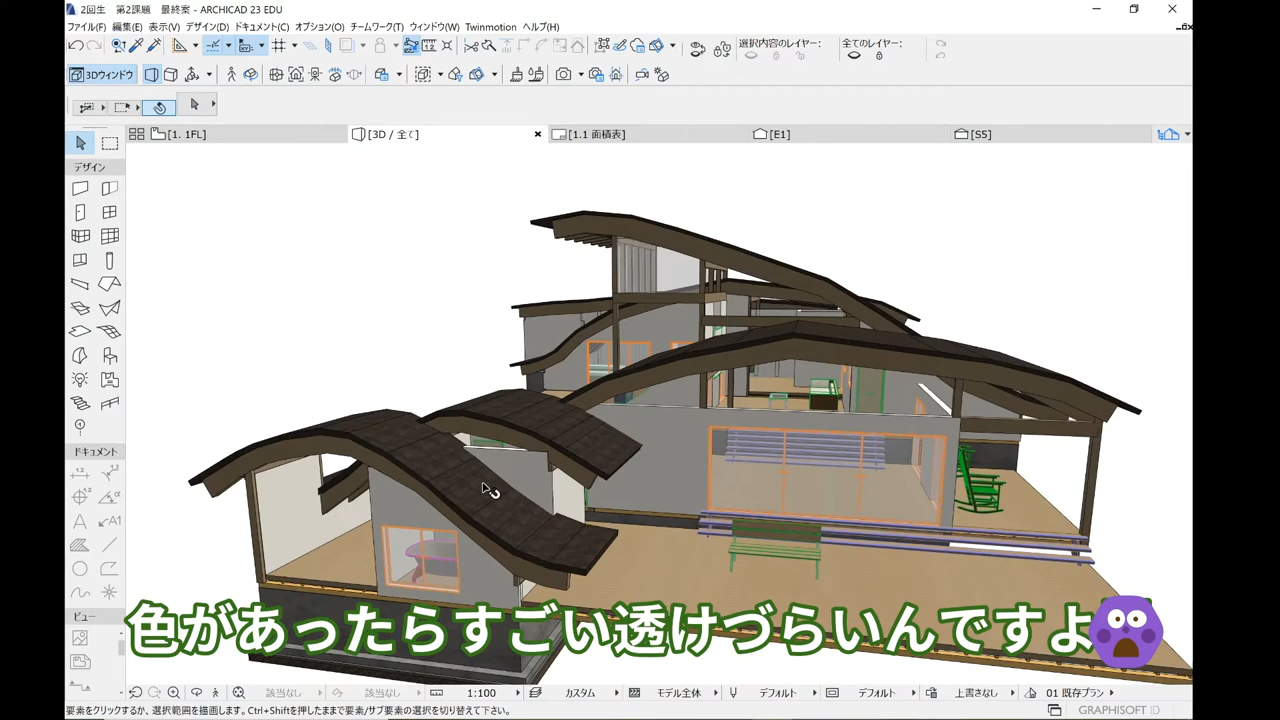 2回生　第2課題　最終案 - ARCHICAD 23 EDU
ファイル(F) 編集(E) 表示(V) デザイン(D) ドキュメント(C) オプション(O) チームワーク(T) ウィンドウ(W) Twinmotion ヘルプ(H)
選択内容のレイヤー: 全てのレイヤー:
3Dウィンドウ
[1. 1FL] [3D / 全て] [1.1 面積表] [E1] [S5]
デザイン
ドキュメント
ビュー
色があったらすごい透けづらいんですよ
該当なし 該当なし 1:100 カスタム モデル全体 デフォルト デフォルト 上書きなし 01 既存プラン
要素をクリックするか、選択範囲を描画します。Ctrl+Shiftを押したままで要素/サブ要素の選択を切り替えて下さい。
GRAPHISOFT ID